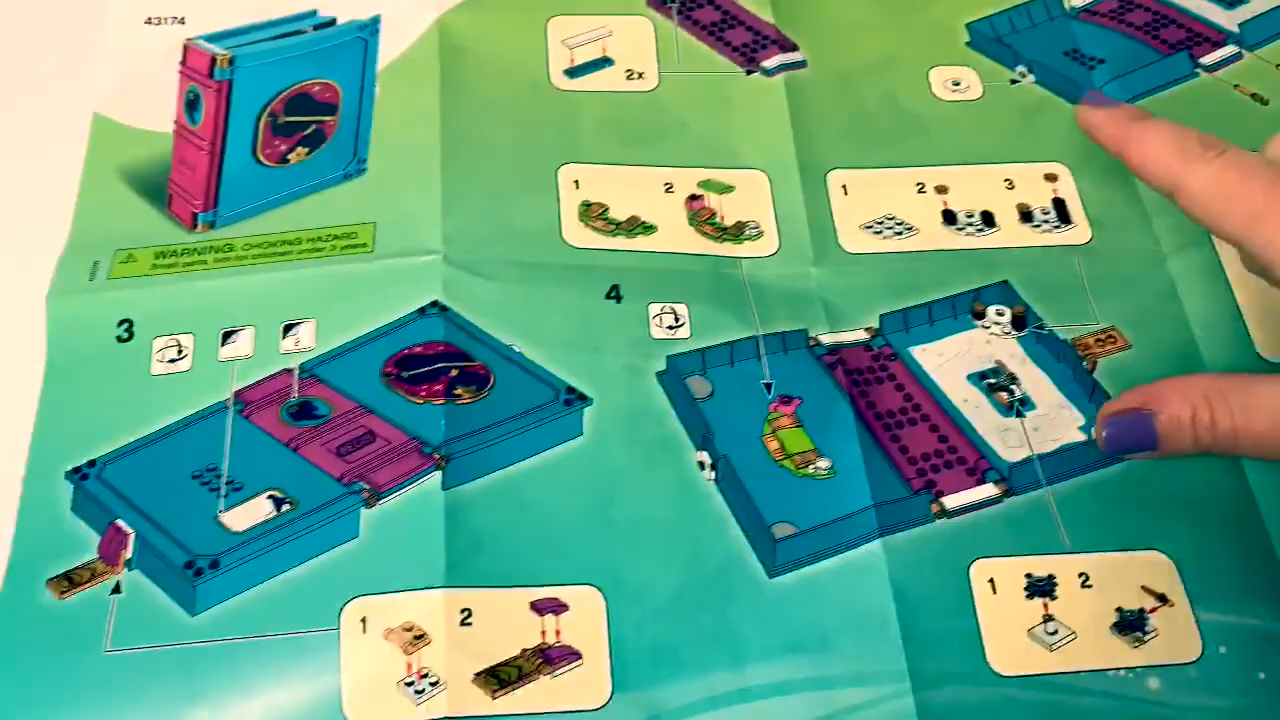 43174
WARNING: CHOKING HAZARD.
Small parts. Not for children under 3 years.
2x
1 2
1 2 3
3
2
4
1 2
1 2